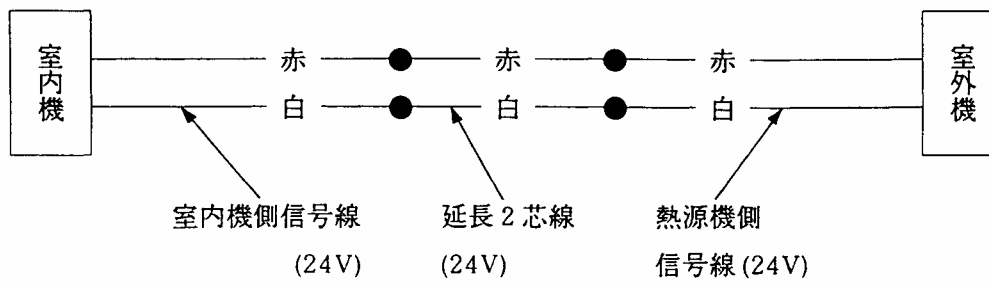 室内機
赤
赤
赤
室外機
白
白
白
室内機側信号線
(24V)
延長2芯線
(24V)
熱源機側
信号線(24V)